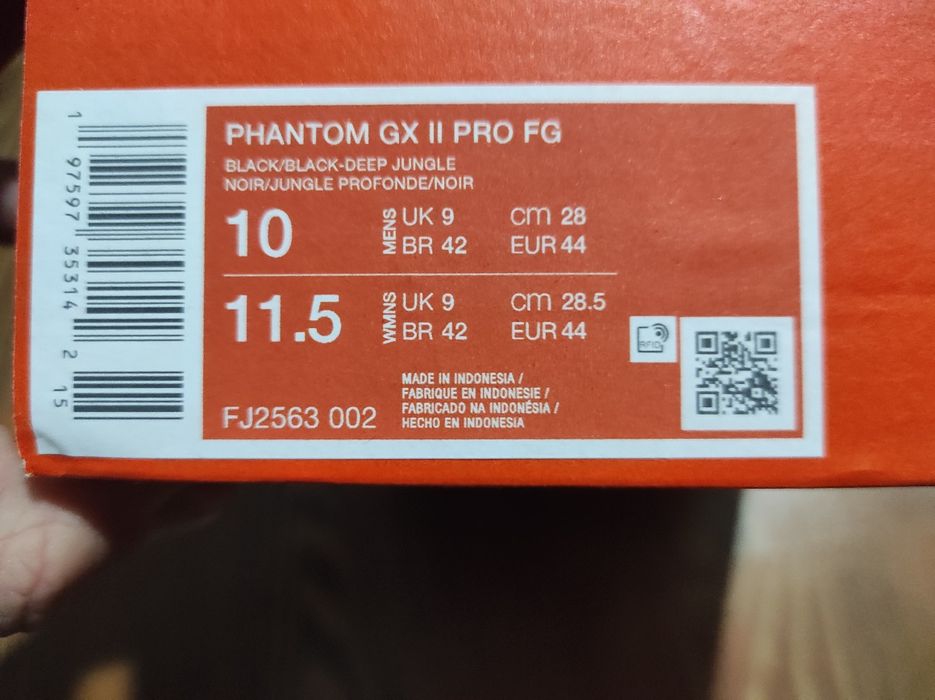 PHANTOM GX II PRO FG
BLACK/BLACK-DEEP JUNGLE
NOIR/JUNGLE PROFONDE/NOIR
10 MENS UK 9 cm 28
BR 42 EUR 44
11.5 WMNS UK 9 cm 28.5
BR 42 EUR 44
RFID
MADE IN INDONESIA /
FABRIQUE EN INDONESIE /
FABRICADO NA INDONÉSIA /
HECHO EN INDONESIA
FJ2563 002
1 97597 35314 2 15